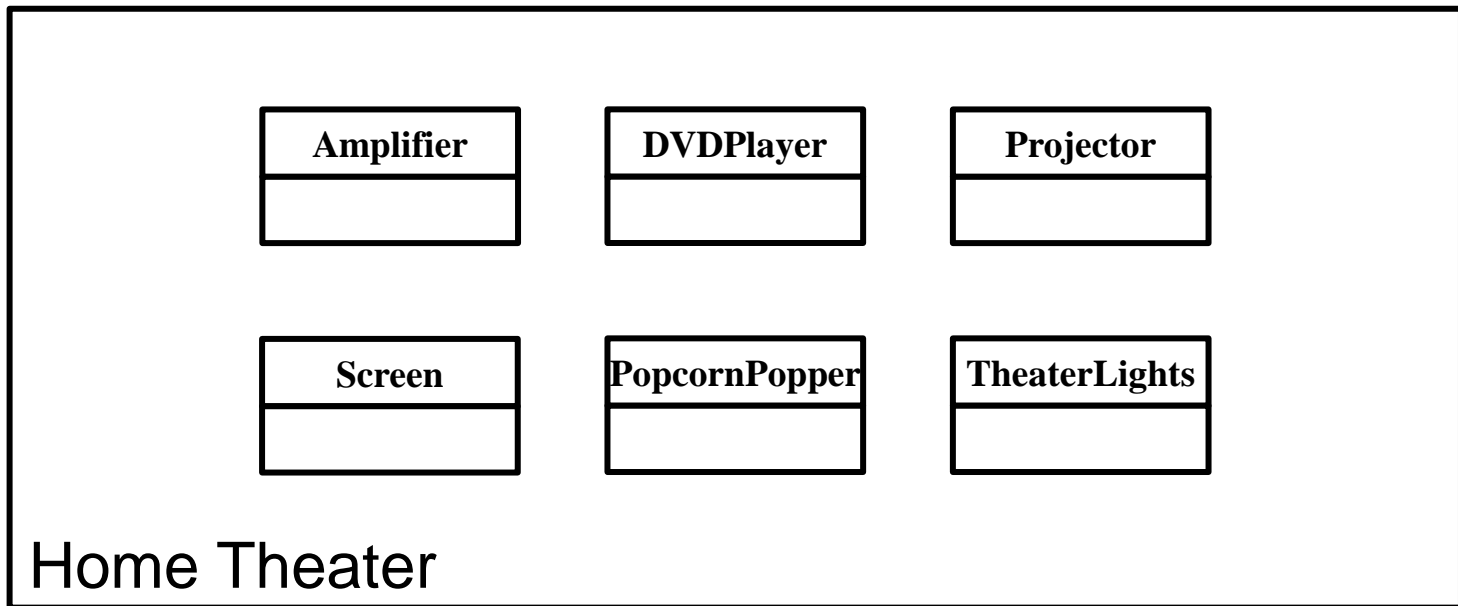 Amplifier
DVDPlayer
Projector
Screen
PopcornPopper
TheaterLights
Home Theater